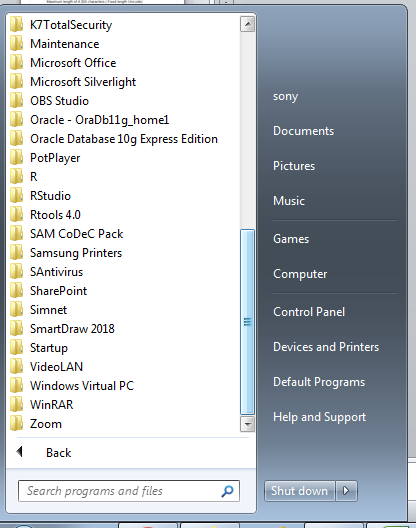 K7TotalSecurity
Maintenance
Microsoft Office
Microsoft Silverlight
OBS Studio
Oracle - OraDb11g_home1
Oracle Database 10g Express Edition
PotPlayer
R
RStudio
Rtools 4.0
SAM CoDeC Pack
Samsung Printers
SAntivirus
SharePoint
Simnet
SmartDraw 2018
Startup
VideoLAN
Windows Virtual PC
WinRAR
Zoom
Back
Search programs and files
sony
Documents
Pictures
Music
Games
Computer
Control Panel
Devices and Printers
Default Programs
Help and Support
Shut down